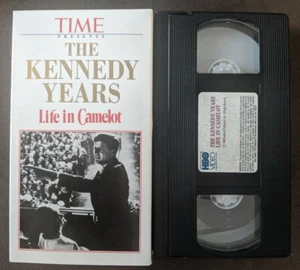 TIME
PRESENTS
THE
KENNEDY
YEARS
Life in Camelot
THE KENNEDY YEARS
LIFE IN CAMELOT
HBO
VIDEO